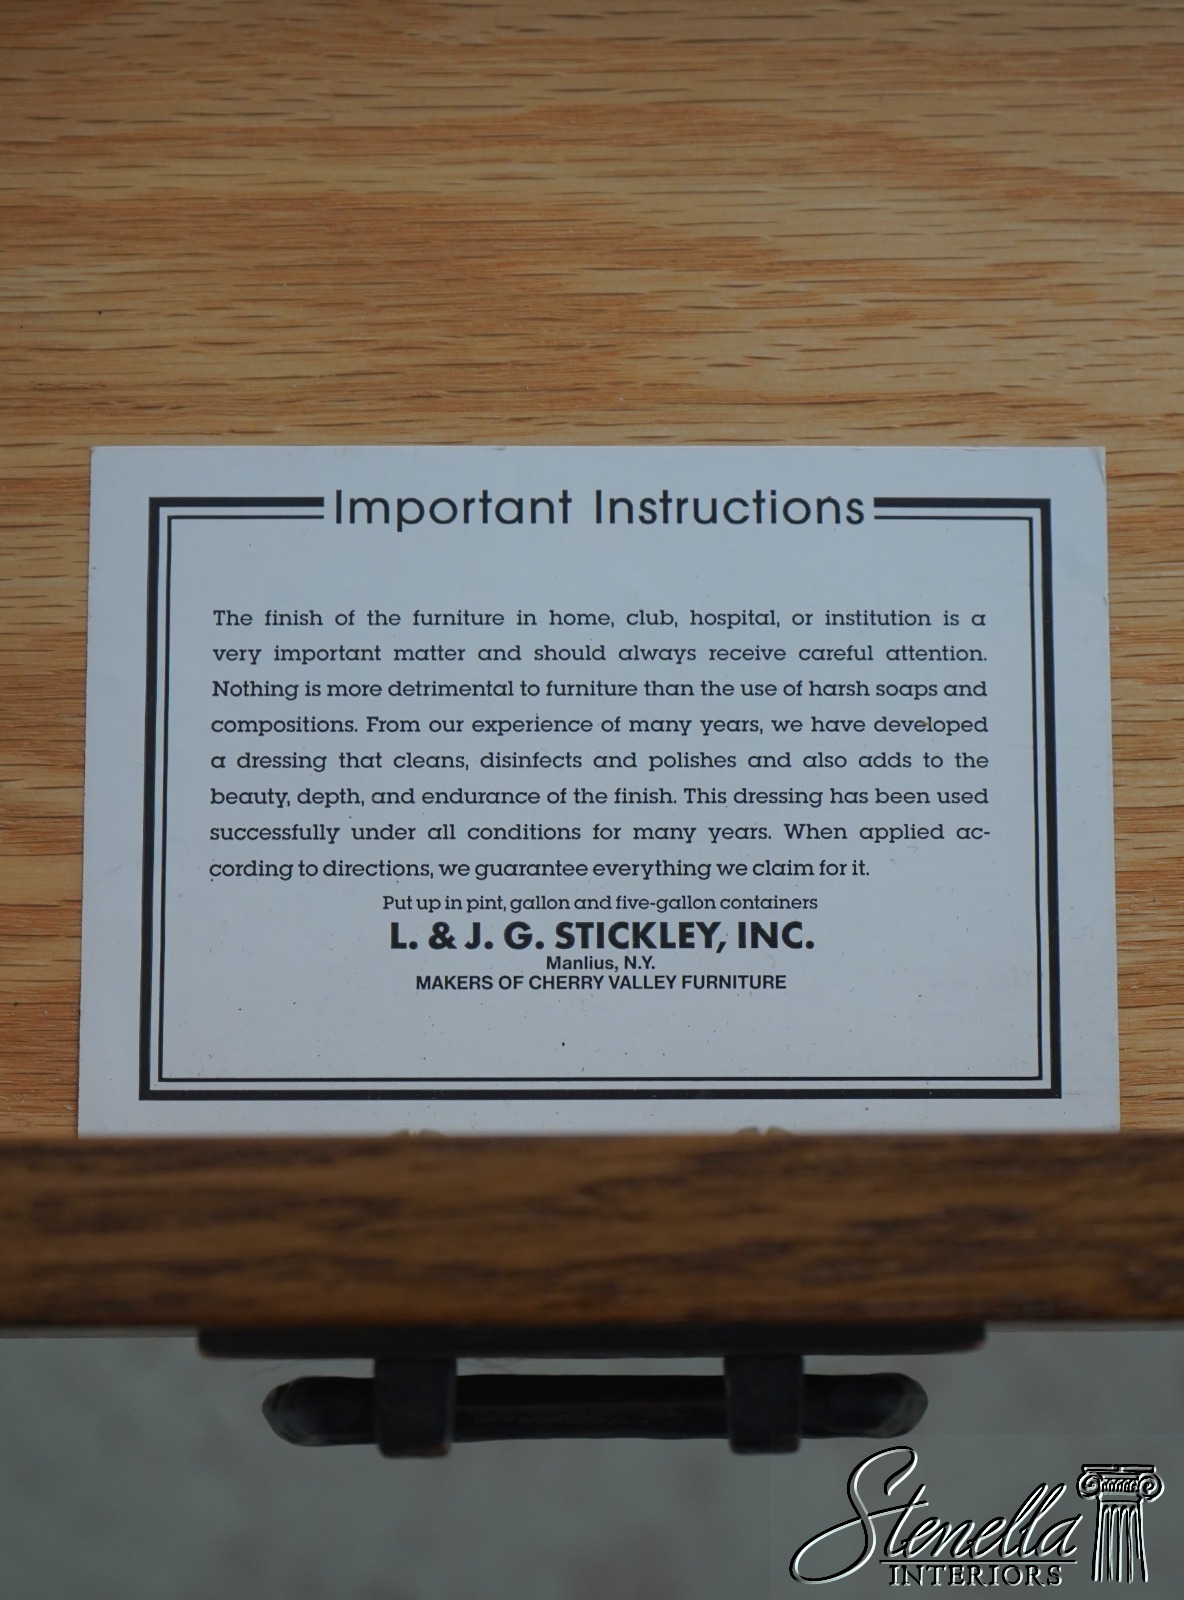 Important Instructions
The finish of the furniture in home, club, hospital, or institution is a
very important matter and should always receive careful attention.
Nothing is more detrimental to furniture than the use of harsh soaps and
compositions. From our experience of many years, we have developed
a dressing that cleans, disinfects and polishes and also adds to the
beauty, depth, and endurance of the finish. This dressing has been used
successfully under all conditions for many years. When applied ac-
cording to directions, we guarantee everything we claim for it.
Put up in pint, gallon and five-gallon containers
L. & J. G. STICKLEY, INC.
Manlius, N.Y.
MAKERS OF CHERRY VALLEY FURNITURE
Stenella
INTERIORS